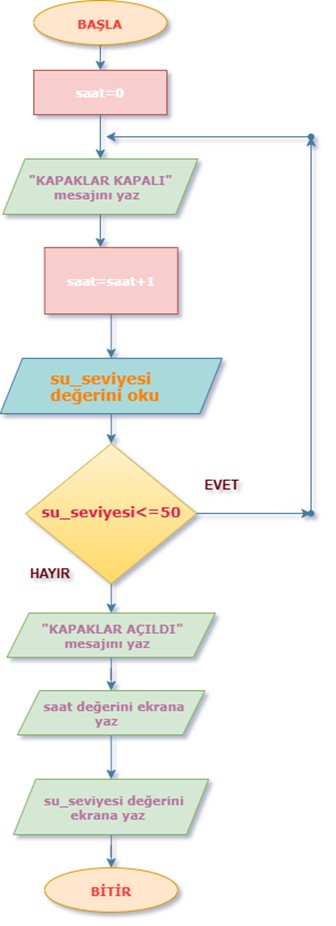 BAŞLA
saat=0
"KAPAKLAR KAPALI"
mesajını yaz
saat=saat+1
su_seviyesi
değerini oku
su_seviyesi<=50
EVET
HAYIR
"KAPAKLAR AÇILDI"
mesajını yaz
saat değerini ekrana
yaz
su_seviyesi değerini
ekrana yaz
BİTİR